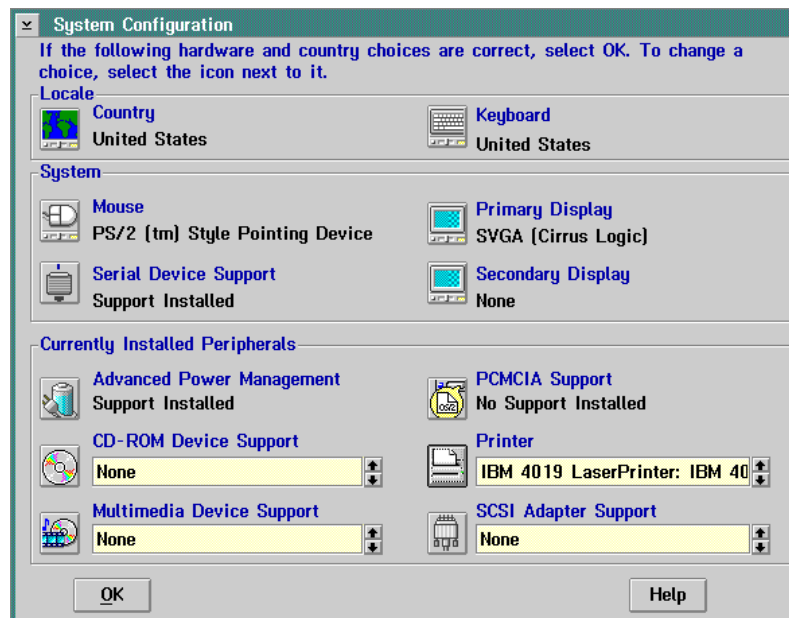 System Configuration
If the following hardware and country choices are correct, select OK. To change a
choice, select the icon next to it.
Locale
Country
United States
Keyboard
United States
System
Mouse
PS/2 (tm) Style Pointing Device
Primary Display
SVGA (Cirrus Logic)
Serial Device Support
Support Installed
Secondary Display
None
Currently Installed Peripherals
Advanced Power Management
Support Installed
PCMCIA Support
No Support Installed
CD-ROM Device Support
None
Printer
IBM 4019 LaserPrinter: IBM 40
Multimedia Device Support
None
SCSI Adapter Support
None
OK
Help